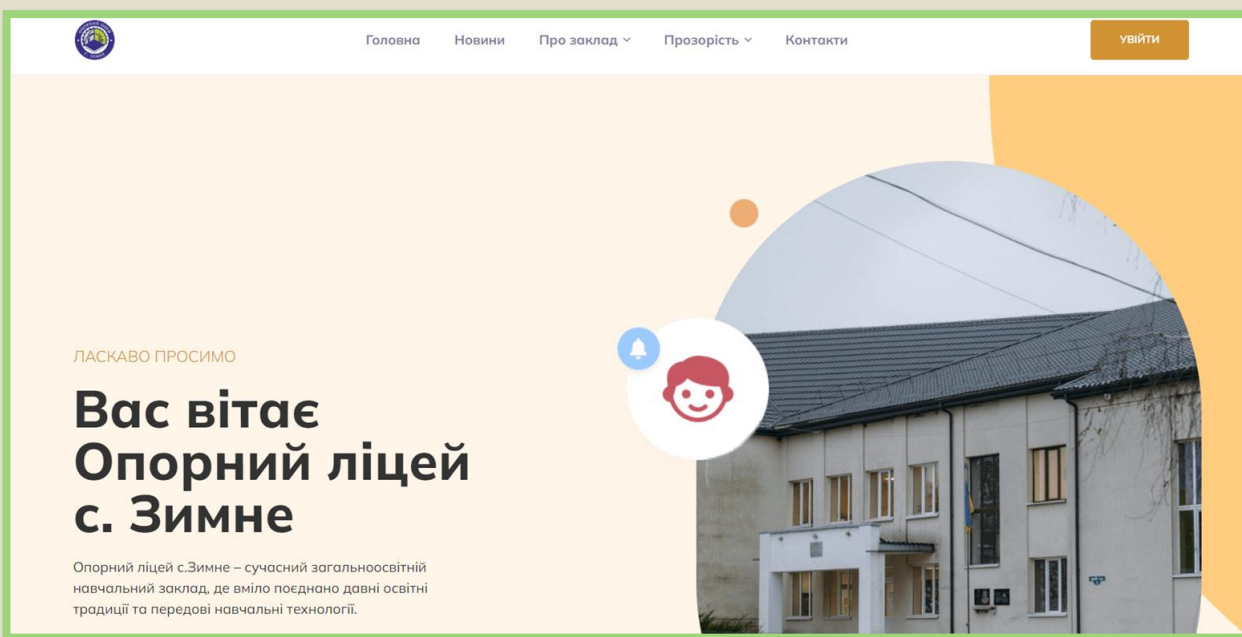 Головна Новини Про заклад Прозорість Контакти УВІЙТИ
ЛАСКАВО ПРОСИМО
Вас вітає
Опорний ліцей
с. Зимне
Опорний ліцей с.Зимне – сучасний загальноосвітній
навчальний заклад, де вміло поєднано давні освітні
традиції та передові навчальні технології.